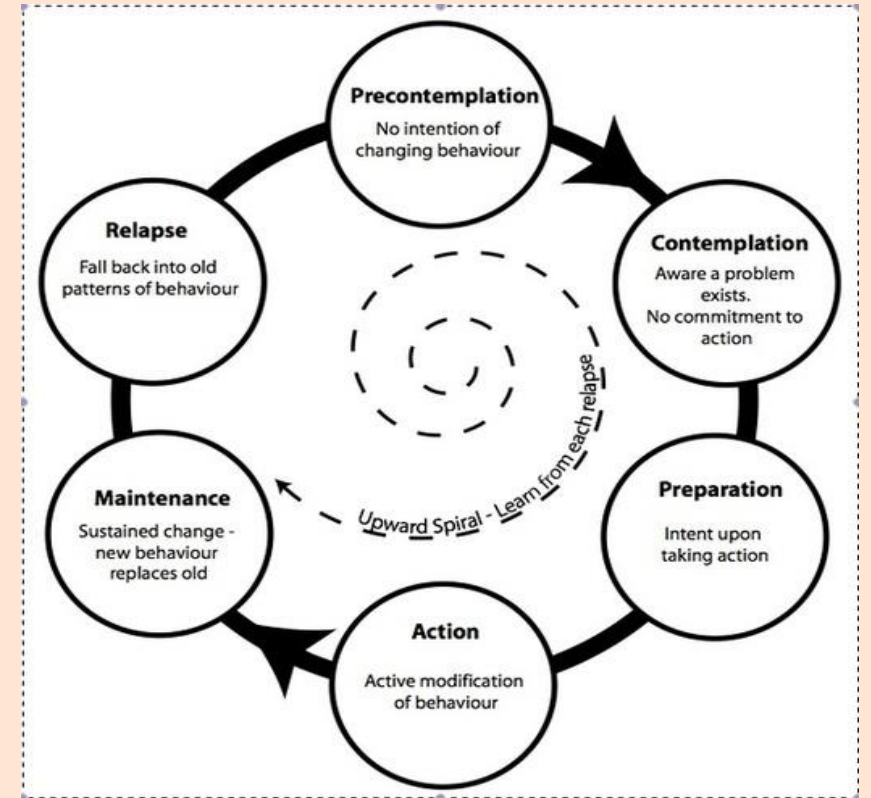 Precontemplation
No intention of
changing behaviour
Contemplation
Aware a problem
exists.
No commitment to
action
Preparation
Intent upon
taking action
Action
Active modification
of behaviour
Maintenance
Sustained change -
new behaviour
replaces old
Relapse
Fall back into old
patterns of behaviour
Upward Spiral - Learn from each relapse